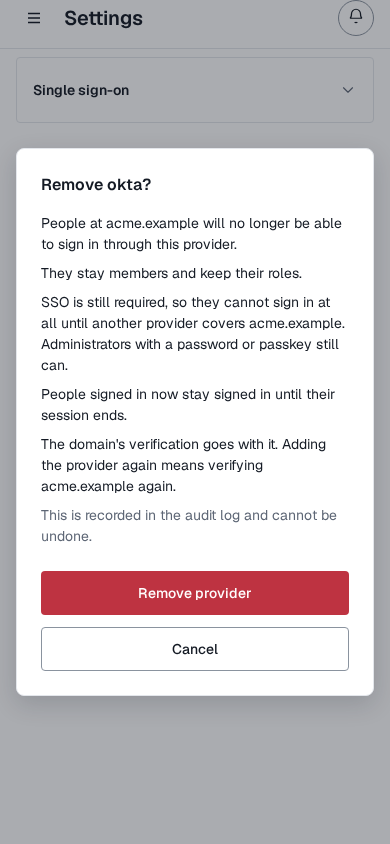 Settings
Single sign-on
Remove okta?
People at acme.example will no longer be able
to sign in through this provider.
They stay members and keep their roles.
SSO is still required, so they cannot sign in at
all until another provider covers acme.example.
Administrators with a password or passkey still
can.
People signed in now stay signed in until their
session ends.
The domain's verification goes with it. Adding
the provider again means verifying
acme.example again.
This is recorded in the audit log and cannot be
undone.
Remove provider
Cancel